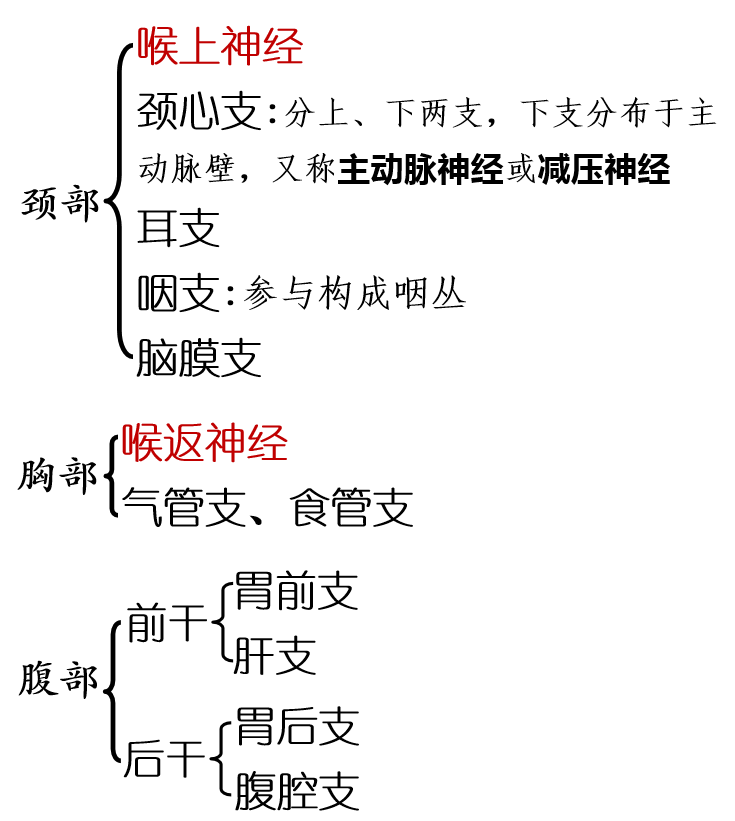 喉上神经
颈心支：分上、下两支，下支分布于主
动脉壁，又称主动脉神经或减压神经
颈部
耳支
咽支：参与构成咽丛
脑膜支
喉返神经
胸部
气管支、食管支
胃前支
前干
肝支
腹部
胃后支
后干
腹腔支